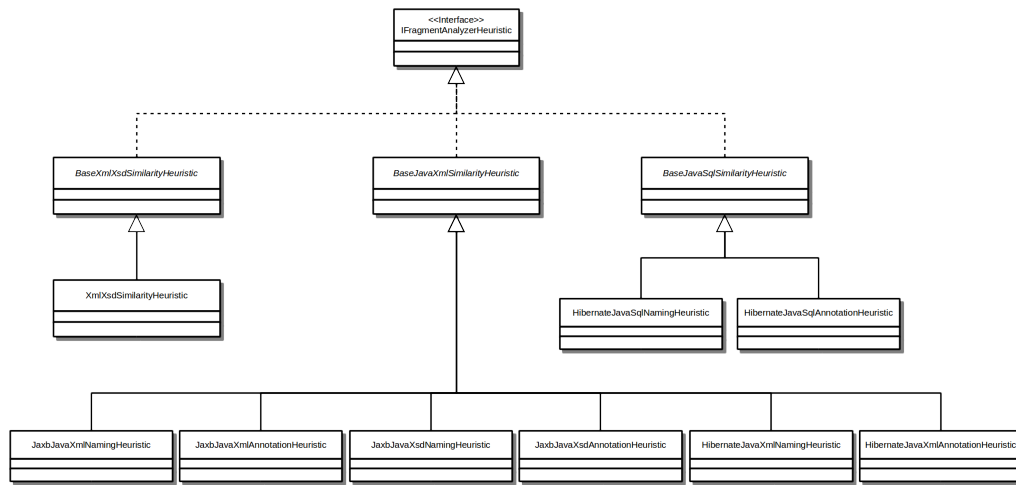 <<Interface>>
IFragmentAnalyzerHeuristic
BaseXmlXsdSimilarityHeuristic
BaseJavaXmlSimilarityHeuristic
BaseJavaSqlSimilarityHeuristic
XmlXsdSimilarityHeuristic
HibernateJavaSqlNamingHeuristic
HibernateJavaSqlAnnotationHeuristic
JaxbJavaXmlNamingHeuristic
JaxbJavaXmlAnnotationHeuristic
JaxbJavaXsdNamingHeuristic
JaxbJavaXsdAnnotationHeuristic
HibernateJavaXmlNamingHeuristic
HibernateJavaXmlAnnotationHeuristic